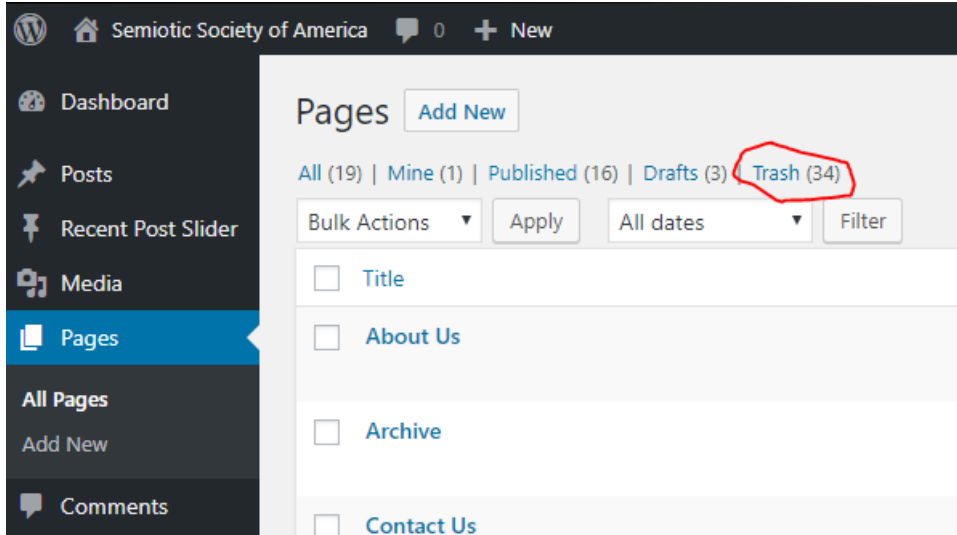 Semiotic Society of America 0 New
Dashboard
Posts
Recent Post Slider
Media
Pages
All Pages
Add New
Comments
Pages Add New
All (19) | Mine (1) | Published (16) | Drafts (3) | Trash (34)
Bulk Actions Apply All dates Filter
Title
About Us
Archive
Contact Us